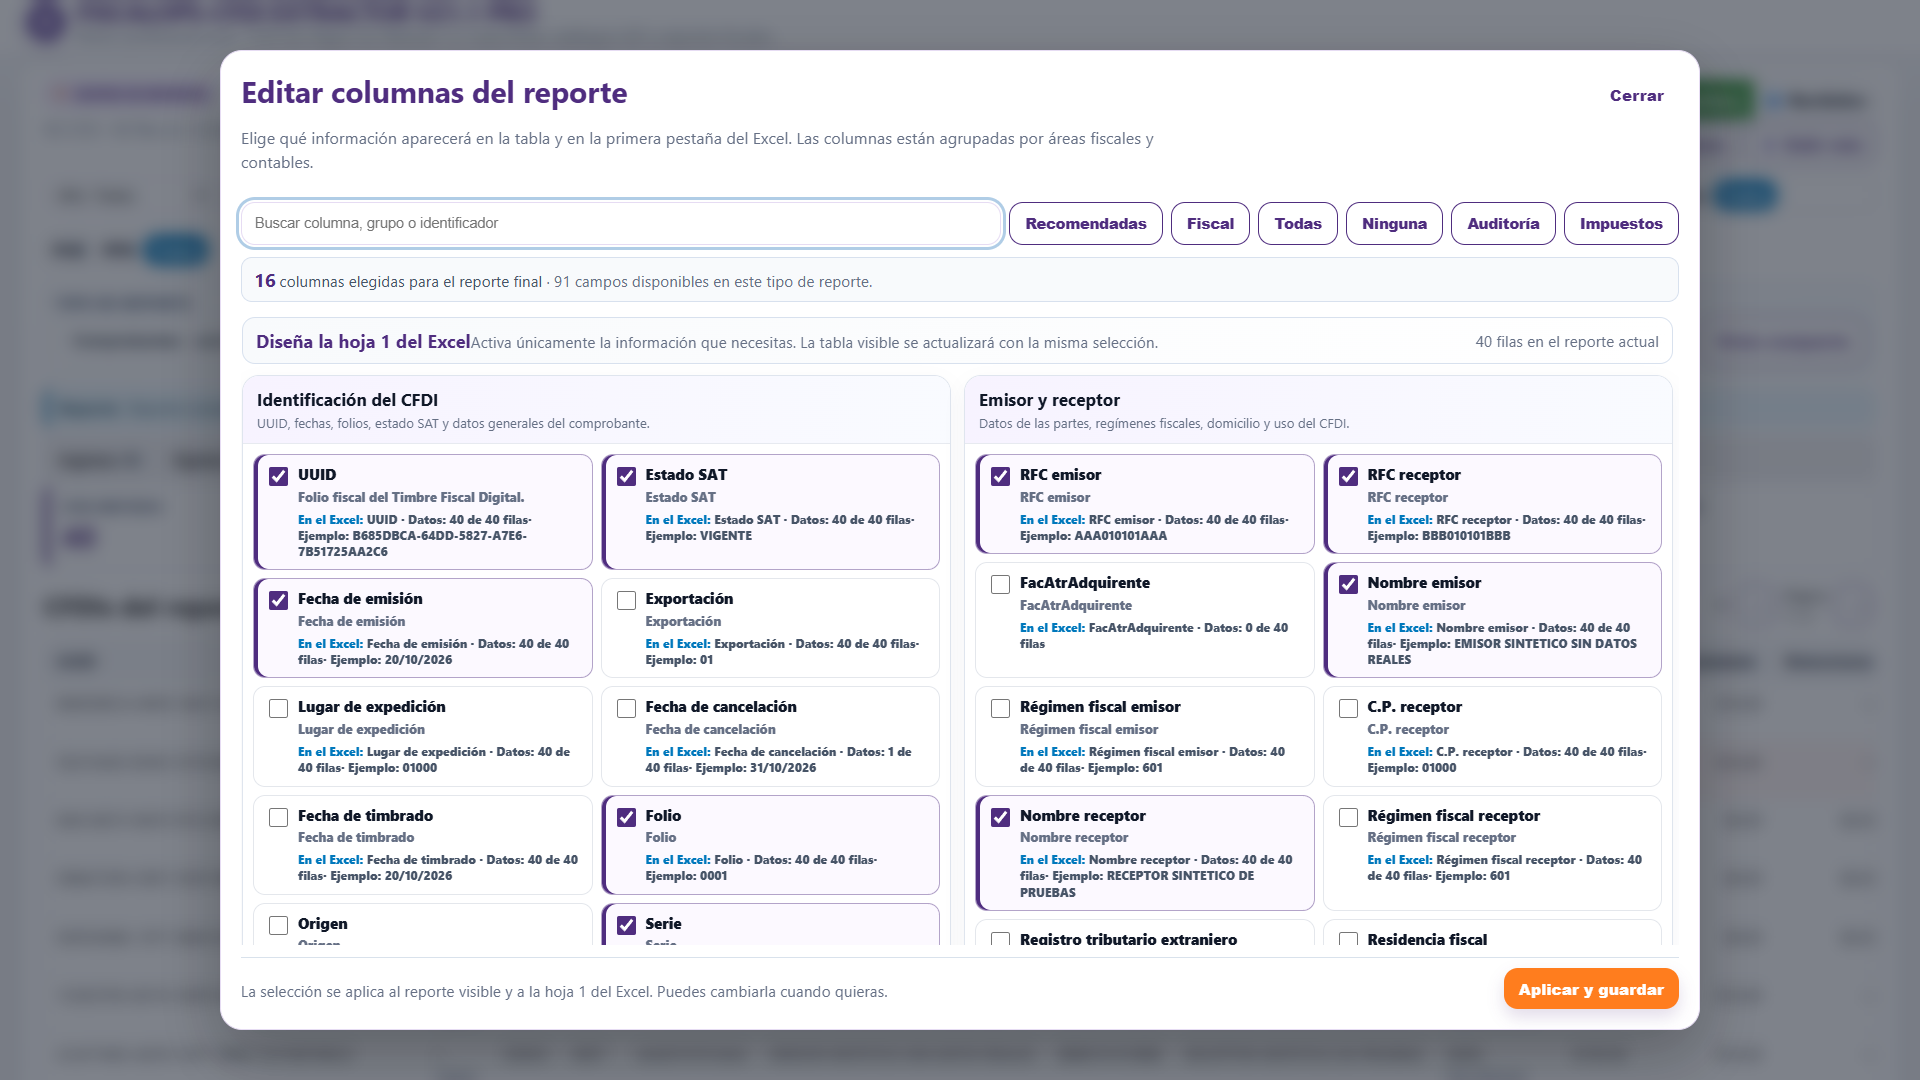 Editar columnas del reporte
Cerrar
Elige qué información aparecerá en la tabla y en la primera pestaña del Excel. Las columnas están agrupadas por áreas fiscales y
contables.
Buscar columna, grupo o identificador
Recomendadas
Fiscal
Todas
Ninguna
Auditoría
Impuestos
16 columnas elegidas para el reporte final · 91 campos disponibles en este tipo de reporte.
Diseña la hoja 1 del ExcelActiva únicamente la información que necesitas. La tabla visible se actualizará con la misma selección.
40 filas en el reporte actual
Identificación del CFDI
UUID, fechas, folios, estado SAT y datos generales del comprobante.
UUID
Folio fiscal del Timbre Fiscal Digital.
En el Excel: UUID · Datos: 40 de 40 filas·
Ejemplo: B685DBCA-64DD-5827-A7E6-
7B51725AA2C6
Estado SAT
Estado SAT
En el Excel: Estado SAT · Datos: 40 de 40 filas·
Ejemplo: VIGENTE
Fecha de emisión
Fecha de emisión
En el Excel: Fecha de emisión · Datos: 40 de 40
filas· Ejemplo: 20/10/2026
Exportación
Exportación
En el Excel: Exportación · Datos: 40 de 40 filas·
Ejemplo: 01
Lugar de expedición
Lugar de expedición
En el Excel: Lugar de expedición · Datos: 40 de
40 filas· Ejemplo: 01000
Fecha de cancelación
Fecha de cancelación
En el Excel: Fecha de cancelación · Datos: 1 de
40 filas· Ejemplo: 31/10/2026
Fecha de timbrado
Fecha de timbrado
En el Excel: Fecha de timbrado · Datos: 40 de 40
filas· Ejemplo: 20/10/2026
Folio
Folio
En el Excel: Folio · Datos: 40 de 40 filas·
Ejemplo: 0001
Origen
Origen
Serie
Serie
Emisor y receptor
Datos de las partes, regímenes fiscales, domicilio y uso del CFDI.
RFC emisor
RFC emisor
En el Excel: RFC emisor · Datos: 40 de 40 filas·
Ejemplo: AAA010101AAA
RFC receptor
RFC receptor
En el Excel: RFC receptor · Datos: 40 de 40 filas·
Ejemplo: BBB010101BBB
FacAtrAdquirente
FacAtrAdquirente
En el Excel: FacAtrAdquirente · Datos: 0 de 40
filas
Nombre emisor
Nombre emisor
En el Excel: Nombre emisor · Datos: 40 de 40
filas· Ejemplo: EMISOR SINTETICO SIN DATOS
REALES
Régimen fiscal emisor
Régimen fiscal emisor
En el Excel: Régimen fiscal emisor · Datos: 40
de 40 filas· Ejemplo: 601
C.P. receptor
C.P. receptor
En el Excel: C.P. receptor · Datos: 40 de 40 filas·
Ejemplo: 01000
Nombre receptor
Nombre receptor
En el Excel: Nombre receptor · Datos: 40 de 40
filas· Ejemplo: RECEPTOR SINTETICO DE
PRUEBAS
Régimen fiscal receptor
Régimen fiscal receptor
En el Excel: Régimen fiscal receptor · Datos: 40
de 40 filas· Ejemplo: 601
Registro tributario extranjero
Residencia fiscal
La selección se aplica al reporte visible y a la hoja 1 del Excel. Puedes cambiarla cuando quieras.
Aplicar y guardar